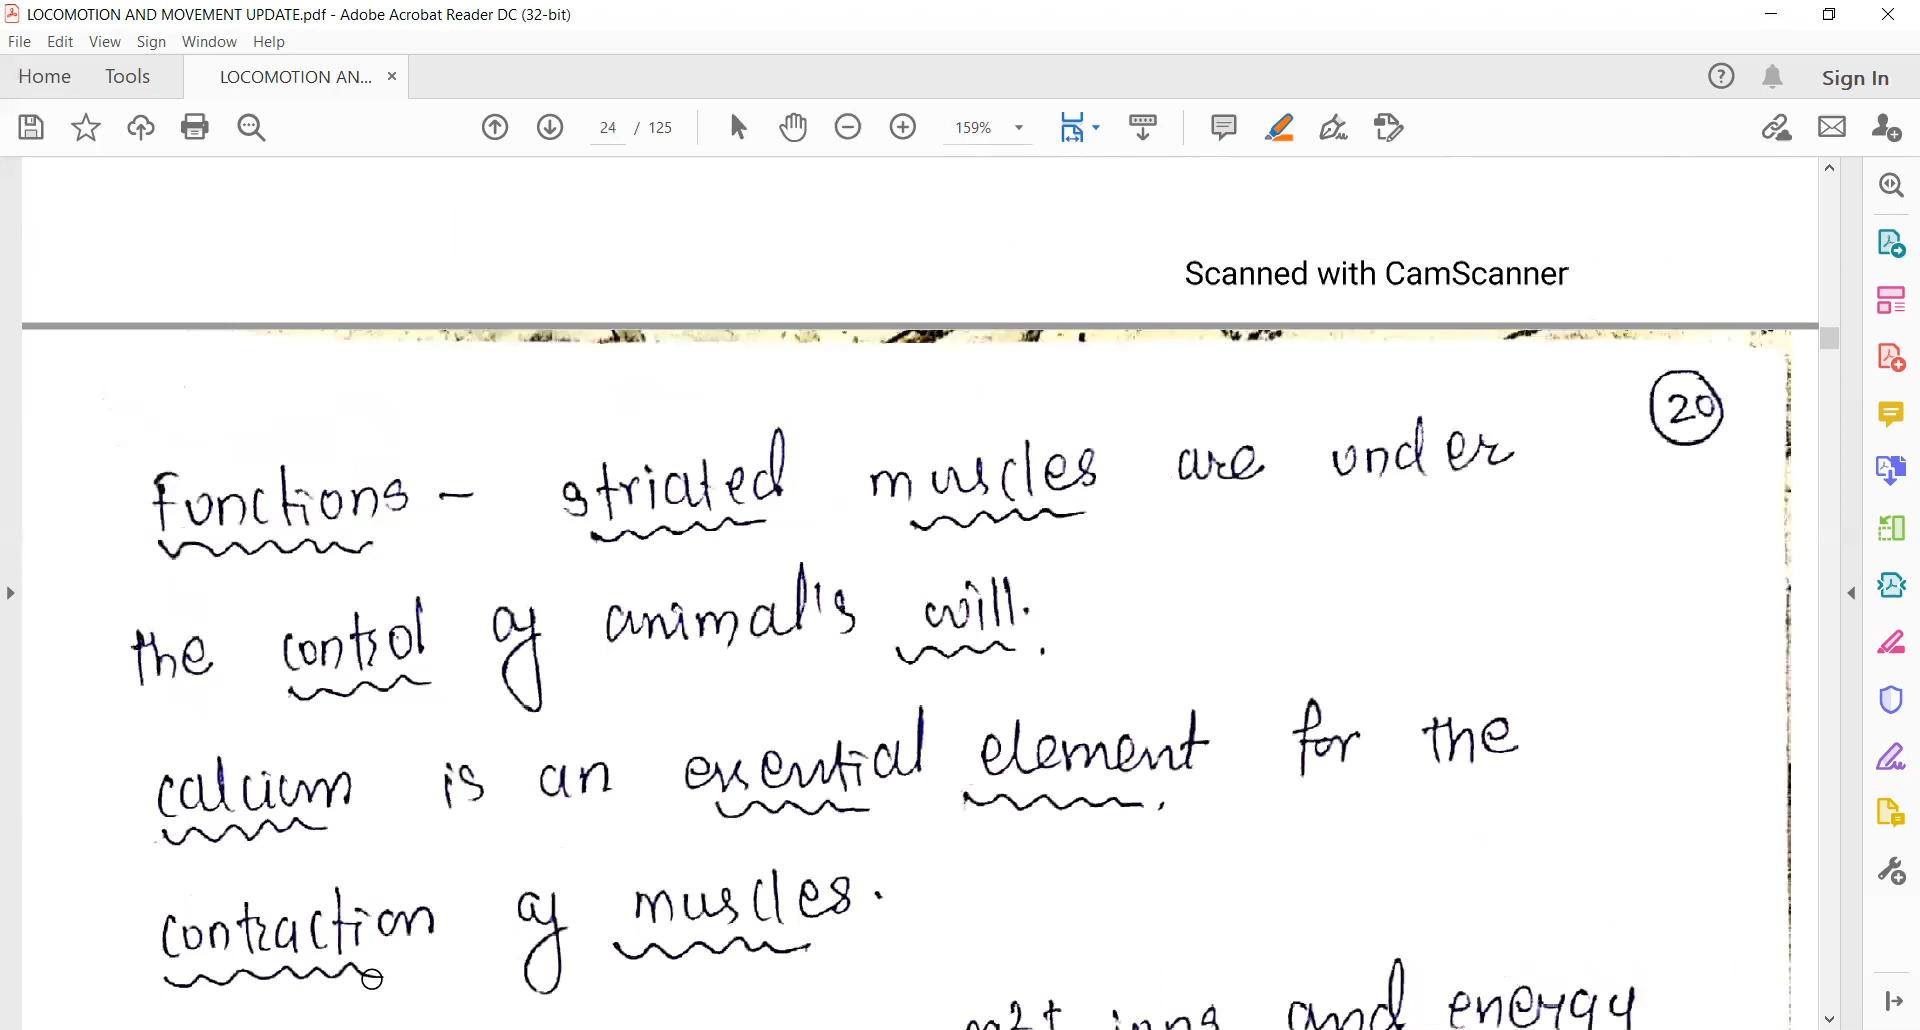 LOCOMOTION AND MOVEMENT UPDATE.pdf - Adobe Acrobat Reader DC (32-bit)
File Edit View Sign Window Help
Home Tools LOCOMOTION AN... × Sign In
24 / 125 159%
Scanned with CamScanner
20
Functions - striated muscles are under
the control of animal's will.
calcium is an essential element for the
contraction of muscles.
and energy